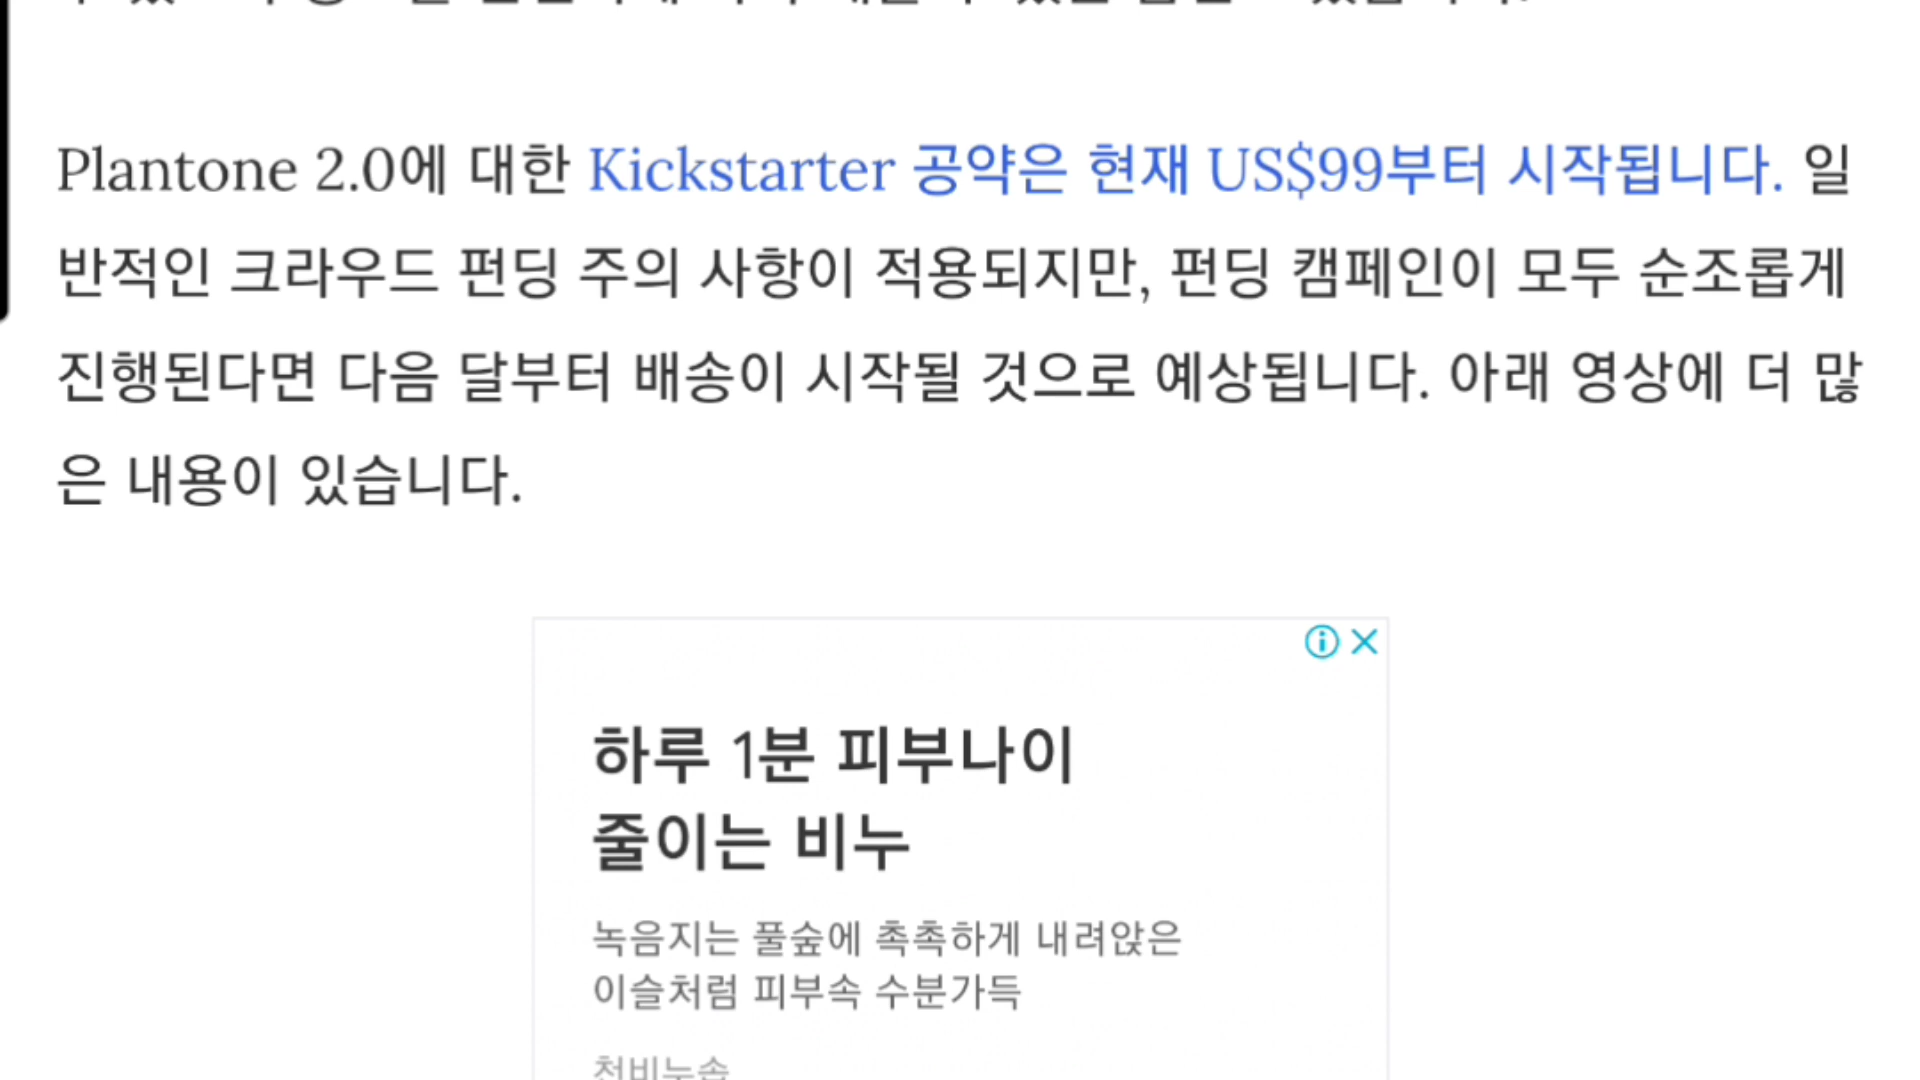 Plantone 2.0에 대한 Kickstarter 공약은 현재 US$99부터 시작됩니다. 일
반적인 크라우드 펀딩 주의 사항이 적용되지만, 펀딩 캠페인이 모두 순조롭게
진행된다면 다음 달부터 배송이 시작될 것으로 예상됩니다. 아래 영상에 더 많
은 내용이 있습니다.
하루 1분 피부나이
줄이는 비누
녹음지는 풀숲에 촉촉하게 내려앉은
이슬처럼 피부속 수분가득